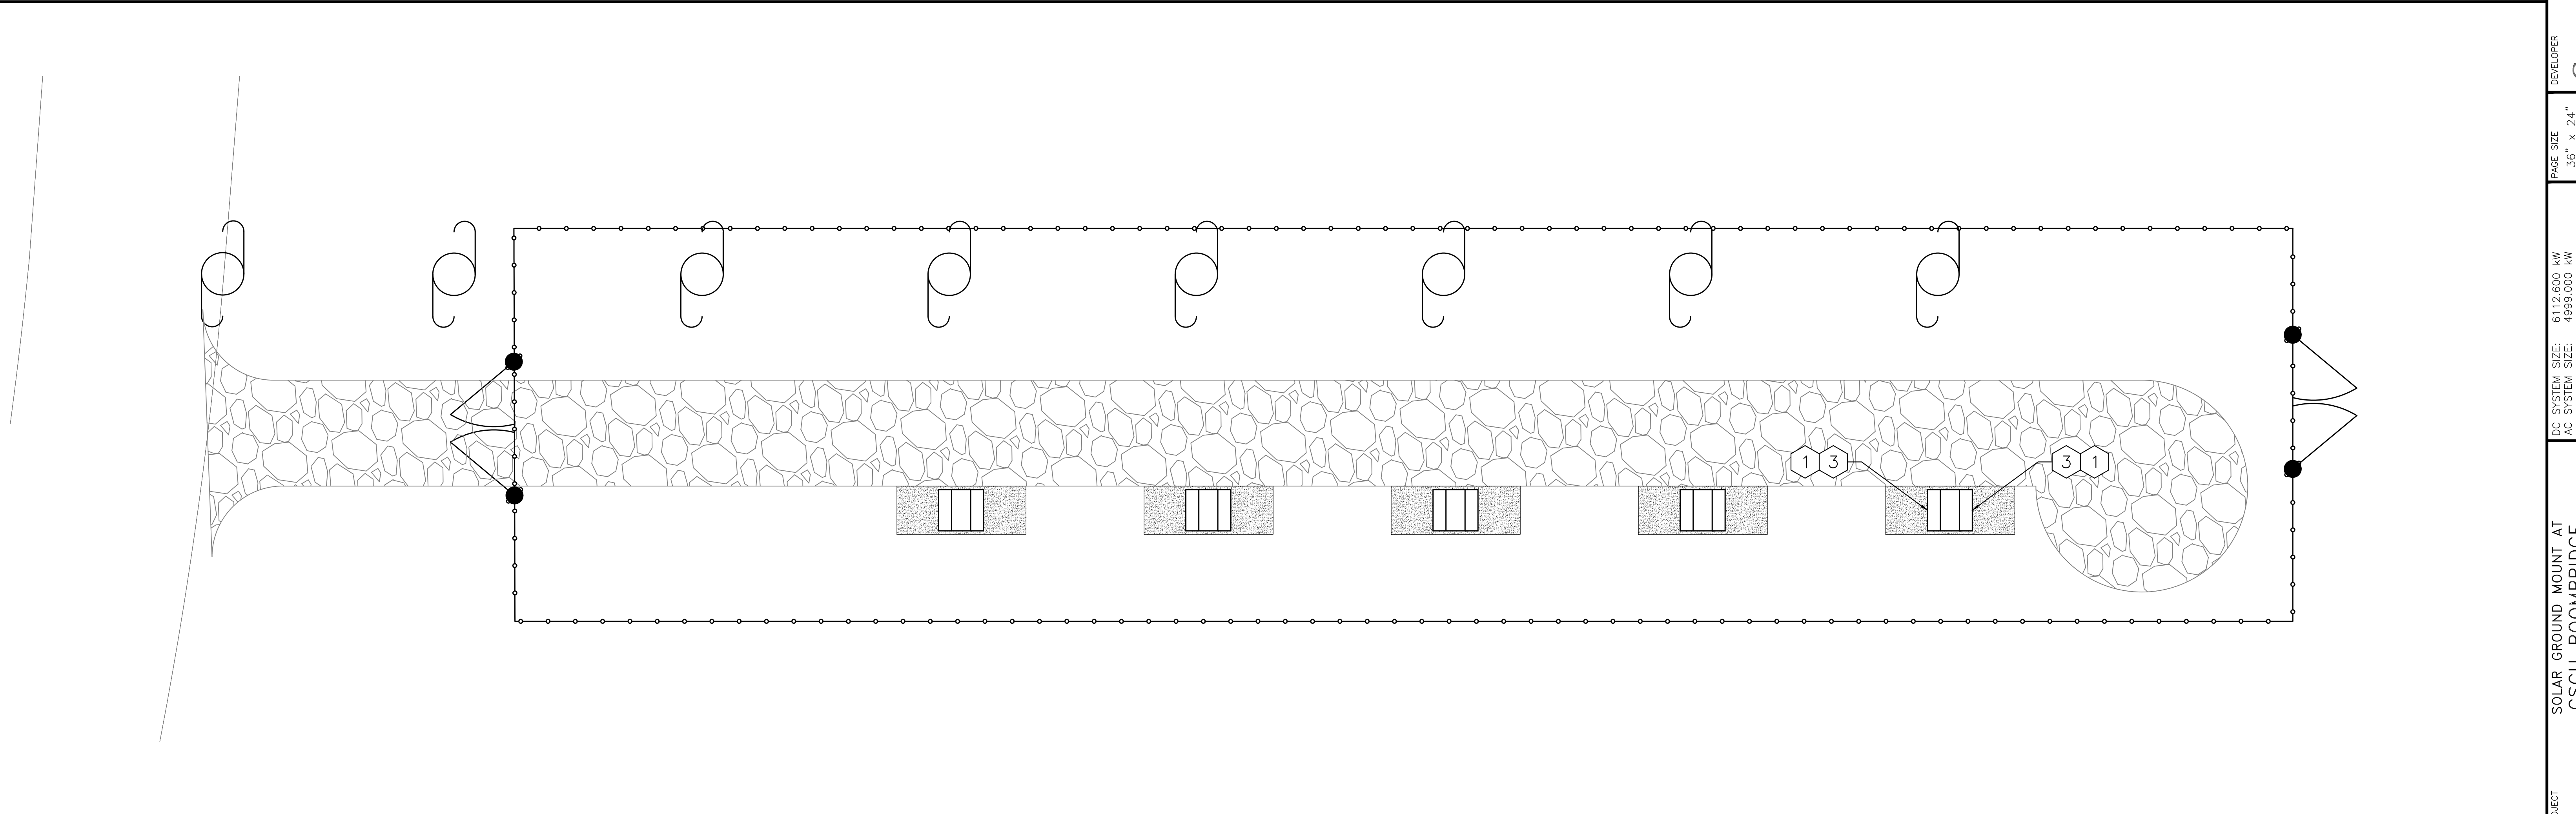 1 3
3 1
DEVELOPER
PAGE SIZE
36" x 24"
DC SYSTEM SIZE: 6112.600 kW
AC SYSTEM SIZE: 4999.000 kW
SOLAR GROUND MOUNT AT